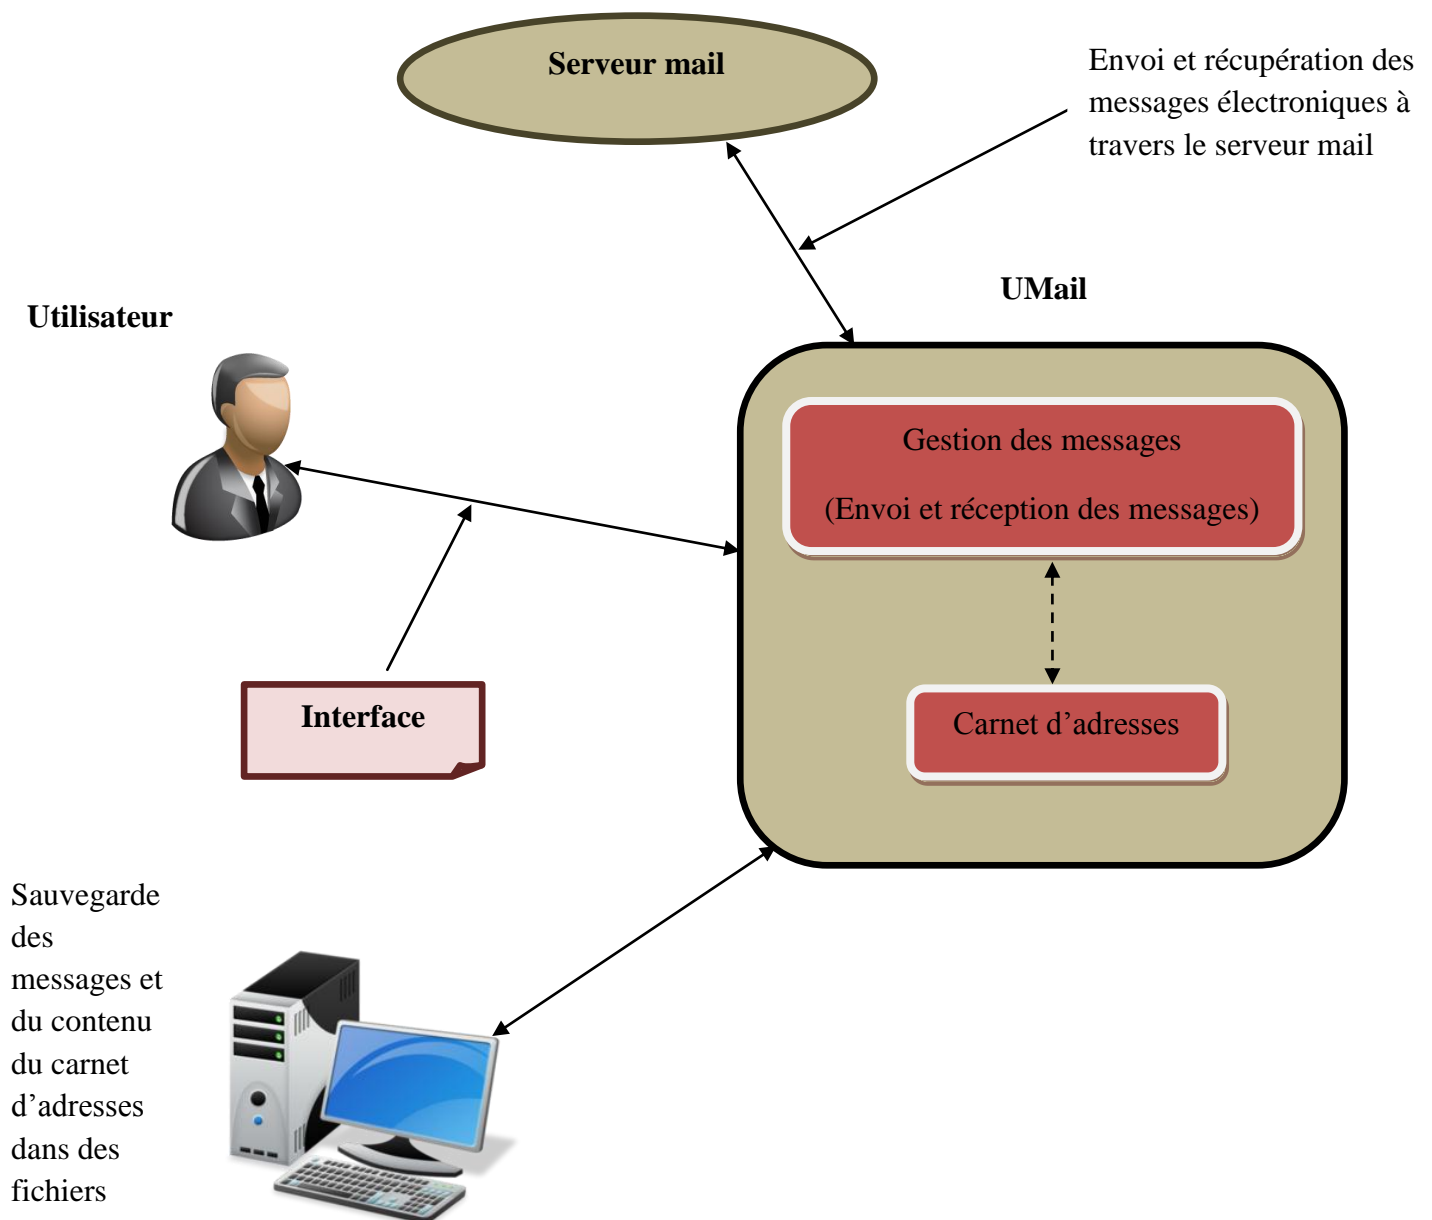 Serveur mail
Envoi et récupération des
messages électroniques à
travers le serveur mail
UMail
Utilisateur
Gestion des messages
(Envoi et réception des messages)
Interface
Carnet d’adresses
Sauvegarde
des
messages et
du contenu
du carnet
d’adresses
dans des
fichiers